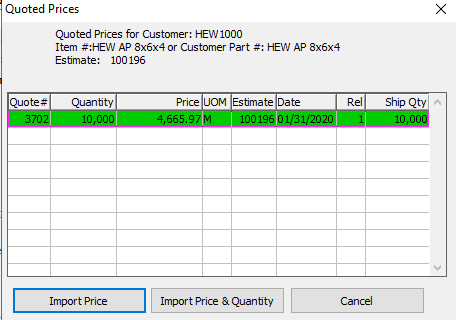 Quoted Prices
Quoted Prices for Customer: HEW1000
Item #:HEW AP 8x6x4 or Customer Part #: HEW AP 8x6x4
Estimate: 100196
Quote# Quantity Price UOM Estimate Date Rel Ship Qty
3702 10,000 4,665.97 M 100196 01/31/2020 1 10,000
Import Price Import Price & Quantity Cancel